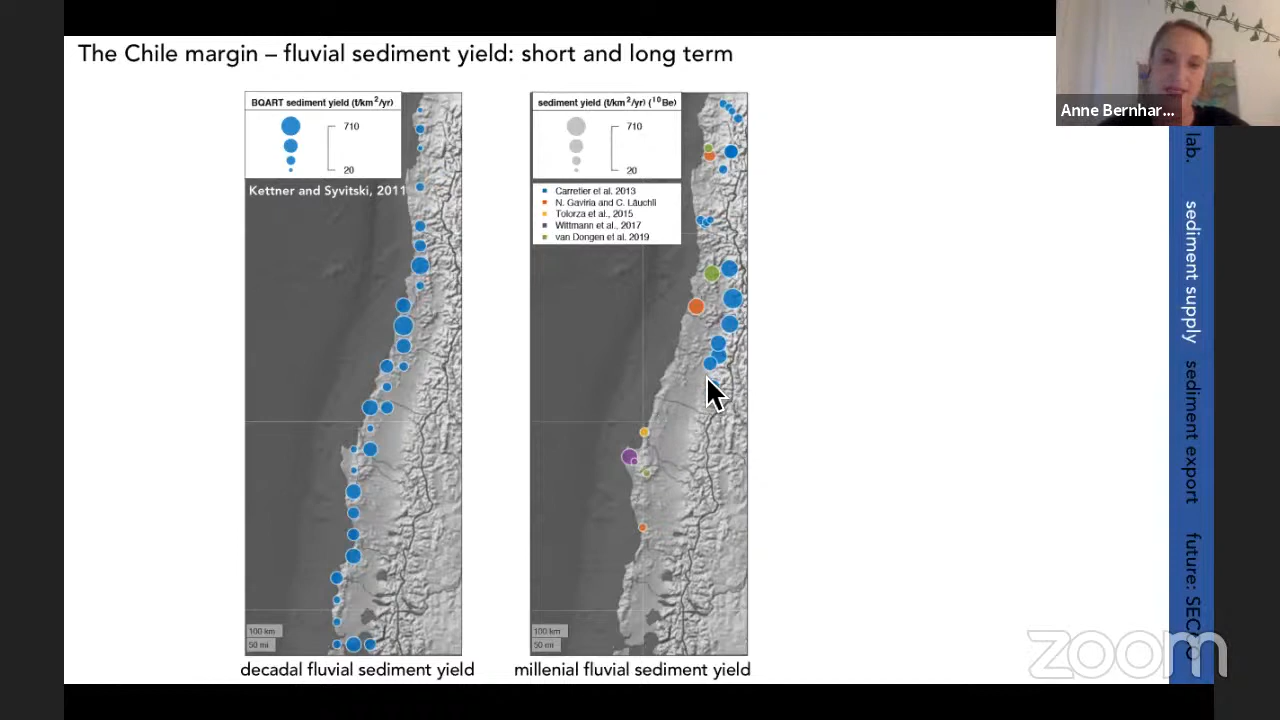 The Chile margin – fluvial sediment yield: short and long term
Anne Bernhar...
BQART sediment yield (t/km²/yr)
710
20
Kettner and Syvitski, 2011
100 km
50 mi
decadal fluvial sediment yield
sediment yield (t/km²/yr) (¹⁰Be)
710
20
Carretier et al. 2013
N. Gaviria and C. Läuchli
Tolorza et al., 2015
Wittmann et al., 2017
van Dongen et al. 2019
100 km
millenial fluvial sediment yield
lab.
sediment supply
sediment export
future:
zoom